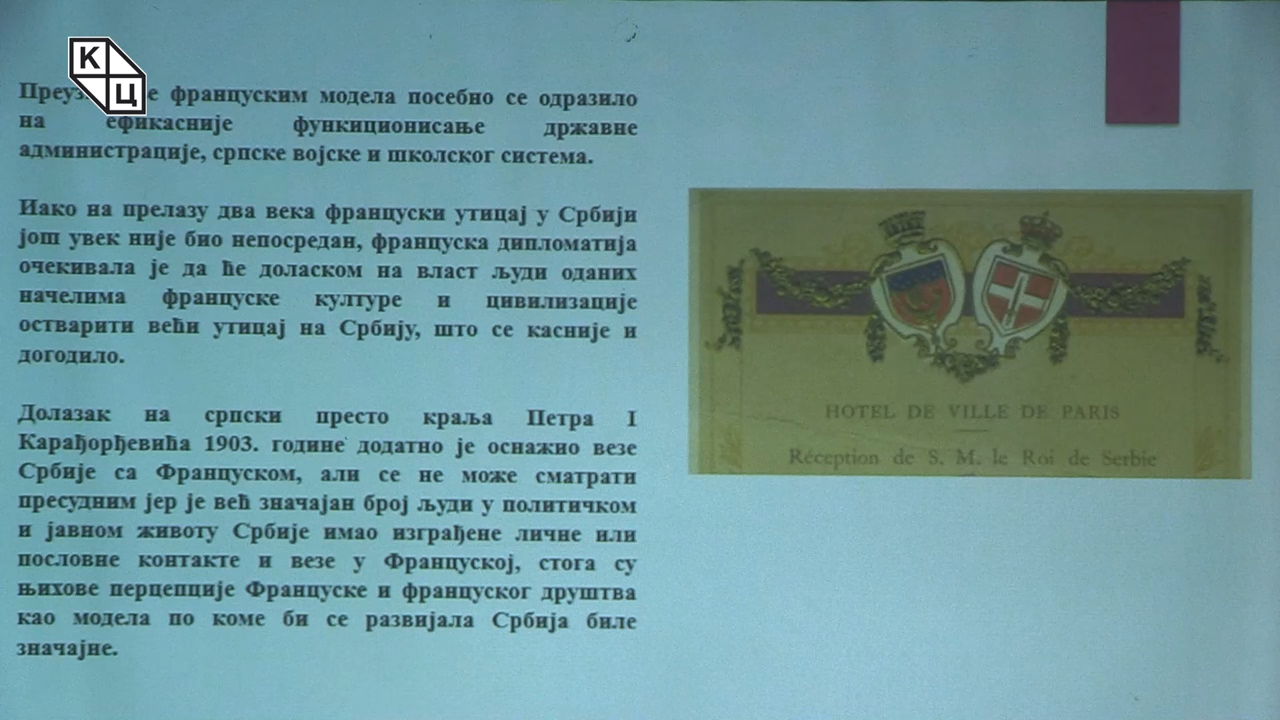 КЦ
франгуским модела посебно се одразило
на ефикасније функиционисање државне
администрације, српске војске и школског система.
Иако на прелазу два века француски утицај у Србији
још увек није био непосредан, француска дипломатија
очекивала је да ће доласком на власт људи оданих
начелима француске културе и цивилизације
остварити већи утицај на Србију, што се касније и
догодило.
Долазак на српски престо краља Петра I
Карађорђевића 1903. године додатно је оснажио везе
Србије са Француском, али се не може сматрати
пресудним јер је већ значајан број људи у политичком
и јавном животу Србије имао изграђене личне или
пословне контакте и везе у Француској, стога су
њихове перцепције Француске и француског друштва
као модела по коме би се развијала Србија биле
значајне.
HOTEL DE VILLE DE PARIS
Réception de S. M. le Roi de Serbie